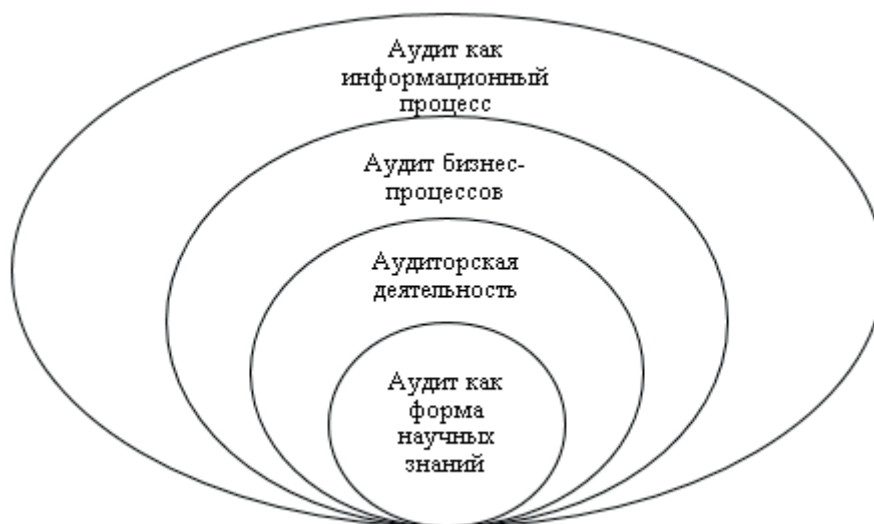 Аудит как
информационный
процесс
Аудит бизнес-
процессов
Аудиторская
деятельность
Аудит как
форма
научных
знаний